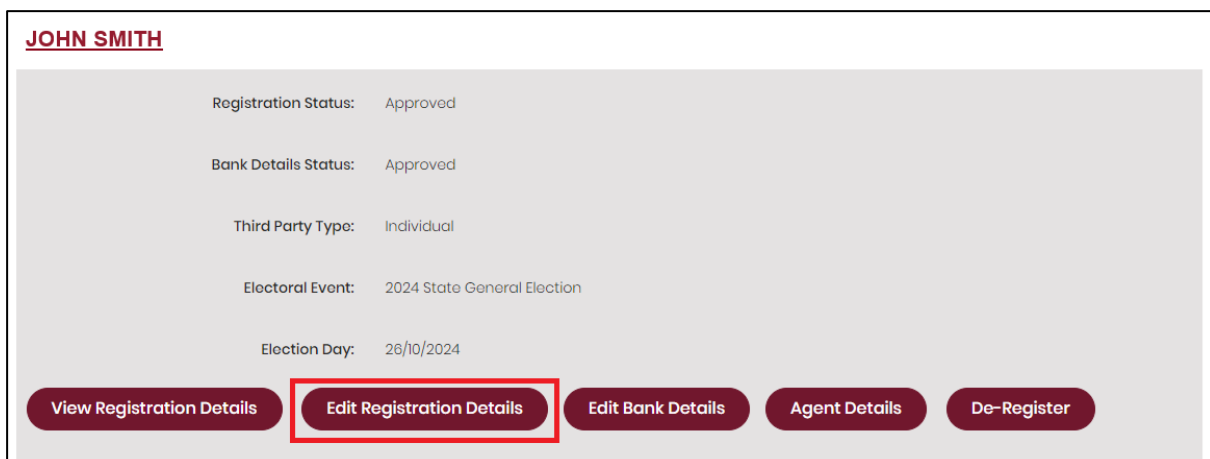 JOHN SMITH
Registration Status: Approved
Bank Details Status: Approved
Third Party Type: Individual
Electoral Event: 2024 State General Election
Election Day: 26/10/2024
View Registration Details Edit Registration Details Edit Bank Details Agent Details De-Register